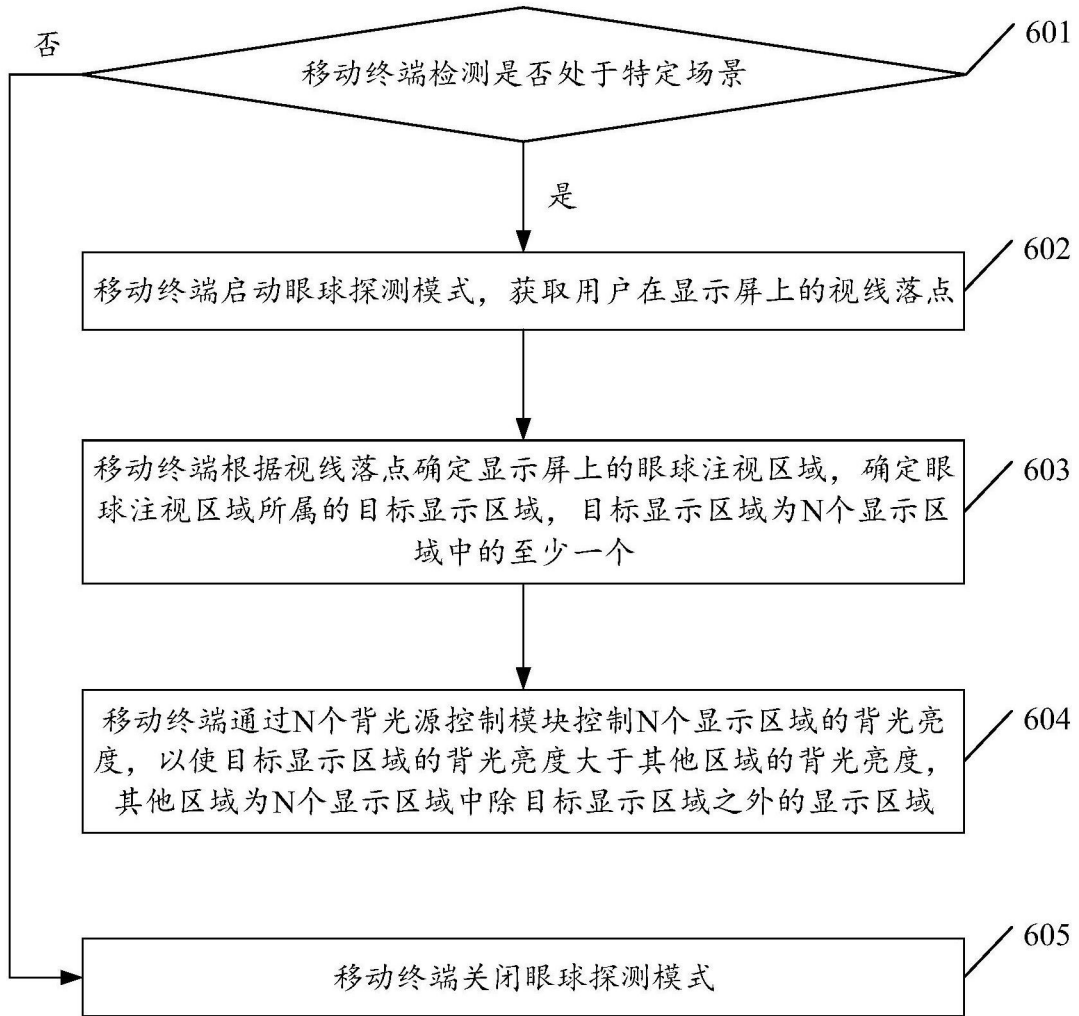 否
601
移动终端检测是否处于特定场景
是
602
移动终端启动眼球探测模式，获取用户在显示屏上的视线落点
603
移动终端根据视线落点确定显示屏上的眼球注视区域，确定眼
球注视区域所属的目标显示区域，目标显示区域为N个显示区
域中的至少一个
604
移动终端通过N个背光源控制模块控制N个显示区域的背光亮
度，以使目标显示区域的背光亮度大于其他区域的背光亮度，
其他区域为N个显示区域中除目标显示区域之外的显示区域
605
移动终端关闭眼球探测模式